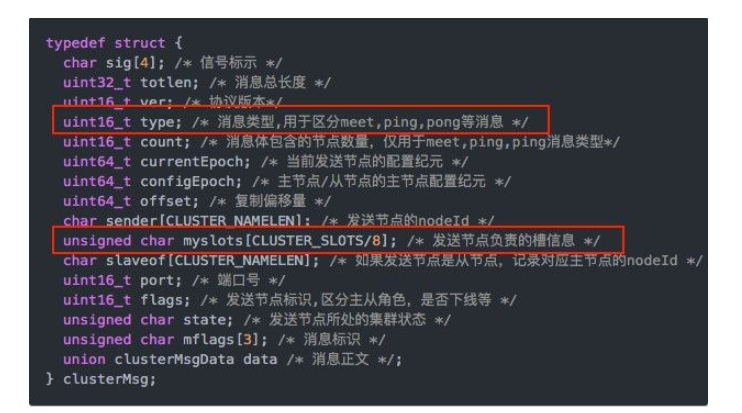 typedef struct {
char sig[4]; /* 信号标示 */
uint32_t totlen; /* 消息总长度 */
uint16_t ver; /* 协议版本*/
uint16_t type; /* 消息类型,用于区分meet,ping,pong等消息 */
uint16_t count; /* 消息体包含的节点数量, 仅用于meet,ping,ping消息类型*/
uint64_t currentEpoch; /* 当前发送节点的配置纪元 */
uint64_t configEpoch; /* 主节点/从节点的主节点配置纪元 */
uint64_t offset; /* 复制偏移量 */
char sender[CLUSTER_NAMELEN]; /* 发送节点的nodeId */
unsigned char myslots[CLUSTER_SLOTS/8]; /* 发送节点负责的槽信息 */
char slaveof[CLUSTER_NAMELEN]; /* 如果发送节点是从节点, 记录对应主节点的nodeId */
uint16_t port; /* 端口号 */
uint16_t flags; /* 发送节点标识,区分主从角色, 是否下线等 */
unsigned char state; /* 发送节点所处的集群状态 */
unsigned char mflags[3]; /* 消息标识 */
union clusterMsgData data /* 消息正文 */;
} clusterMsg;